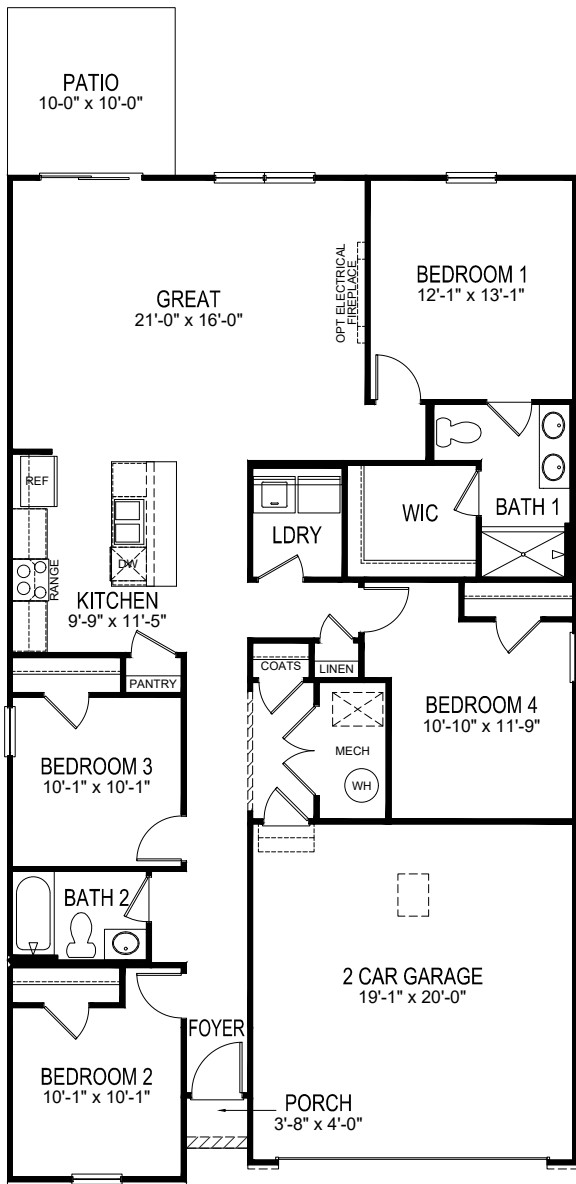 PATIO
10-0" x 10'-0"
GREAT
21'-0" x 16'-0"
OPT ELECTRICAL
FIREPLACE
BEDROOM 1
12'-1" x 13'-1"
REF
DW
RANGE
KITCHEN
9'-9" x 11'-5"
LDRY
WIC
BATH 1
PANTRY
COATS
LINEN
BEDROOM 4
10'-10" x 11'-9"
MECH
WH
BEDROOM 3
10'-1" x 10'-1"
BATH 2
2 CAR GARAGE
19'-1" x 20'-0"
FOYER
BEDROOM 2
10'-1" x 10'-1"
PORCH
3'-8" x 4'-0"